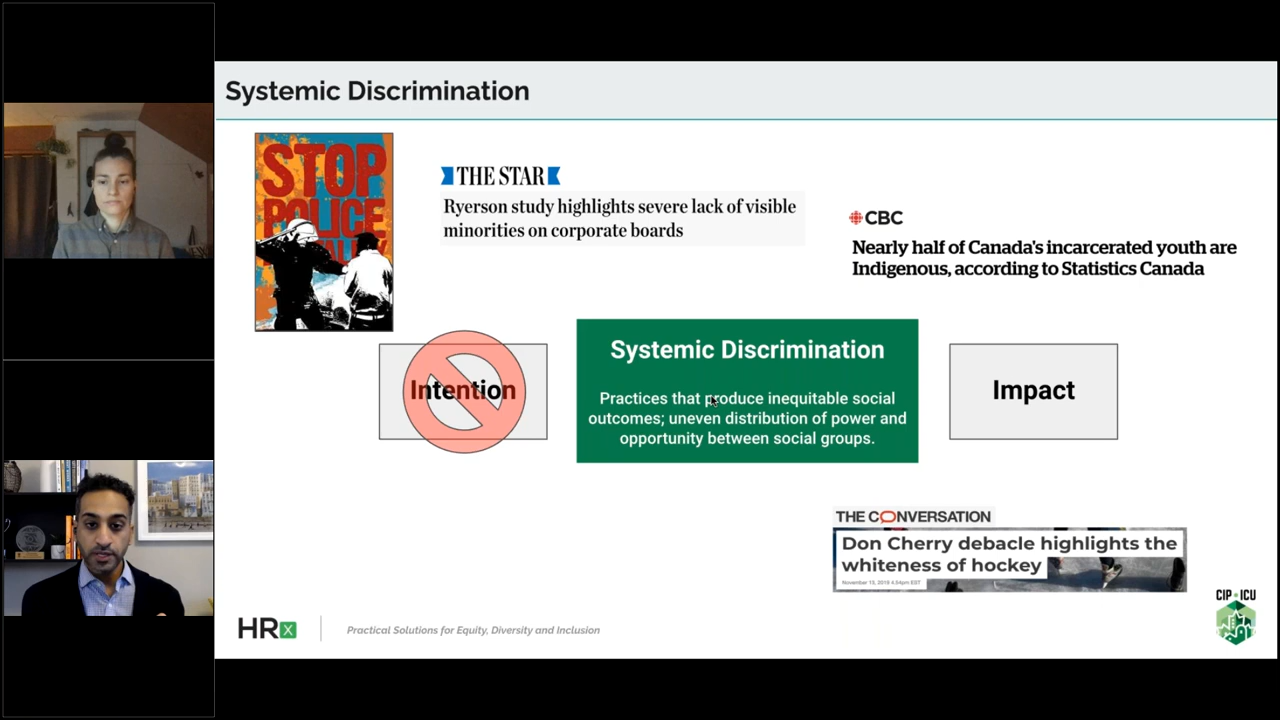 Systemic Discrimination
STOP
POLICE
THE STAR
Ryerson study highlights severe lack of visible
minorities on corporate boards
CBC
Nearly half of Canada's incarcerated youth are
Indigenous, according to Statistics Canada
Intention
Systemic Discrimination
Practices that produce inequitable social
outcomes; uneven distribution of power and
opportunity between social groups.
Impact
THE CONVERSATION
Don Cherry debacle highlights the
whiteness of hockey
November 13, 2019 4.54pm EST
HRx
Practical Solutions for Equity, Diversity and Inclusion
CIP ICU